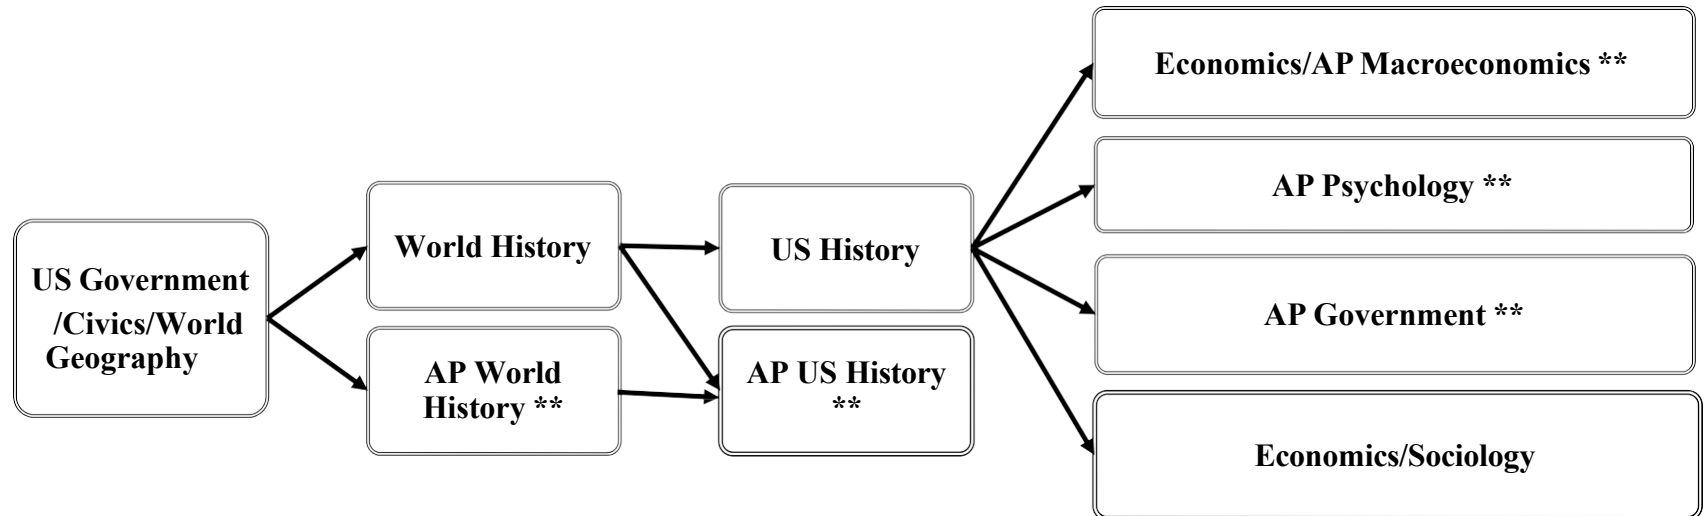 US Government
/Civics/World
Geography
World History
AP World
History **
US History
AP US History
**
Economics/AP Macroeconomics **
AP Psychology **
AP Government **
Economics/Sociology